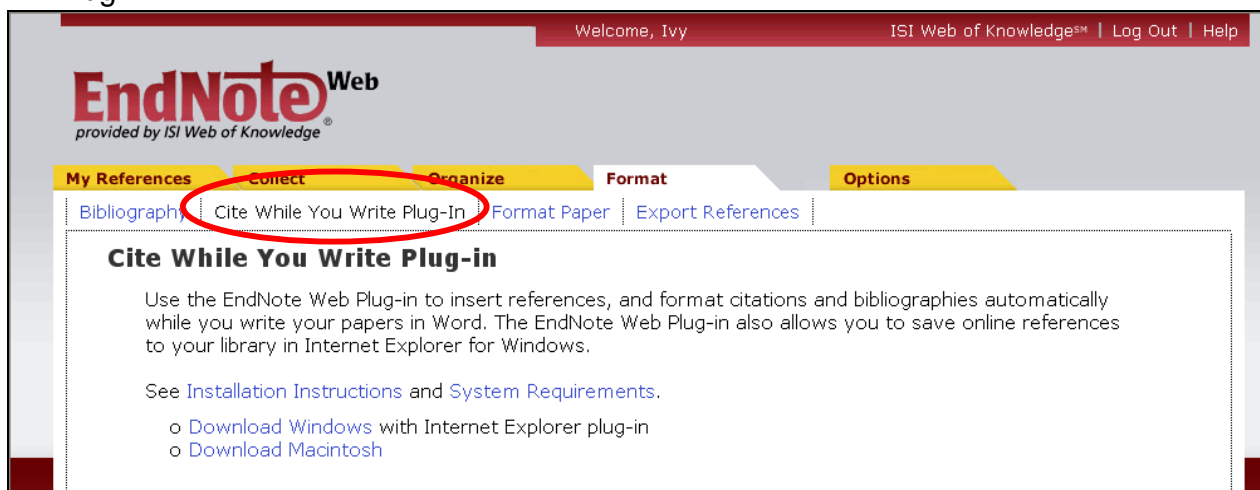 Welcome, Ivy ISI Web of Knowledge℠ | Log Out | Help
EndNote Web
provided by ISI Web of Knowledge ®
My References Collect Organize Format Options
Bibliography Cite While You Write Plug-In Format Paper Export References
Cite While You Write Plug-in
Use the EndNote Web Plug-in to insert references, and format citations and bibliographies automatically
while you write your papers in Word. The EndNote Web Plug-in also allows you to save online references
to your library in Internet Explorer for Windows.
See Installation Instructions and System Requirements.
o Download Windows with Internet Explorer plug-in
o Download Macintosh